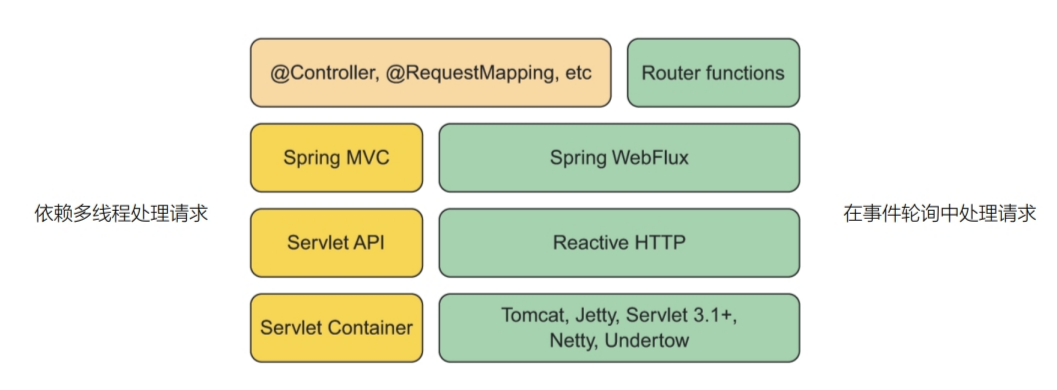 @Controller, @RequestMapping, etc
Router functions
Spring MVC
Spring WebFlux
依赖多线程处理请求
在事件轮询中处理请求
Servlet API
Reactive HTTP
Servlet Container
Tomcat, Jetty, Servlet 3.1+,
Netty, Undertow